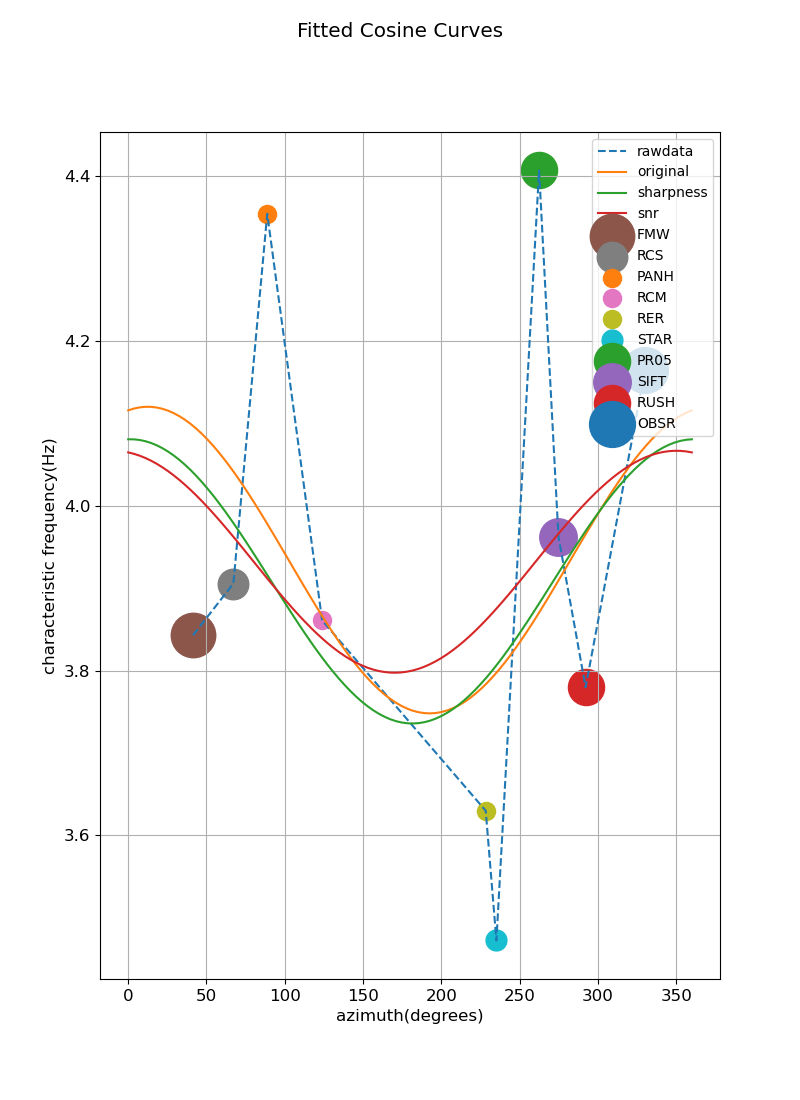 Fitted Cosine Curves
rawdata
original
sharpness
snr
FMW
RCS
PANH
RCM
RER
STAR
PR05
SIFT
RUSH
OBSR
characteristic frequency(Hz)
4.4
4.2
4.0
3.8
3.6
0 50 100 150 200 250 300 350
azimuth(degrees)